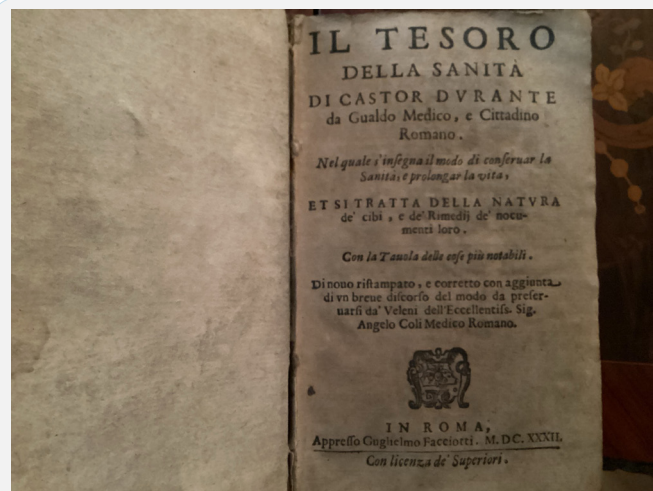 IL TESORO
DELLA SANITÀ
DI CASTOR DVRANTE
da Gualdo Medico, e Cittadino
Romano.
Nel quale s'insegna il modo di conseruar la
Sanità, e prolongar la vita,
ET SI TRATTA DELLA NATVRA
de' cibi, e de' Rimedij de' nocu-
menti loro.
Con la Tauola delle cose più notabili.
Di nouo ristampato, e corretto con aggiunta
di vn breue discorso del modo da preser-
uarsi da' Veleni dell'Eccellentiss. Sig.
Angelo Coli Medico Romano.
IN ROMA,
Appresso Guglielmo Facciotti. M.DC.XXXII.
Con licenza de' Superiori.